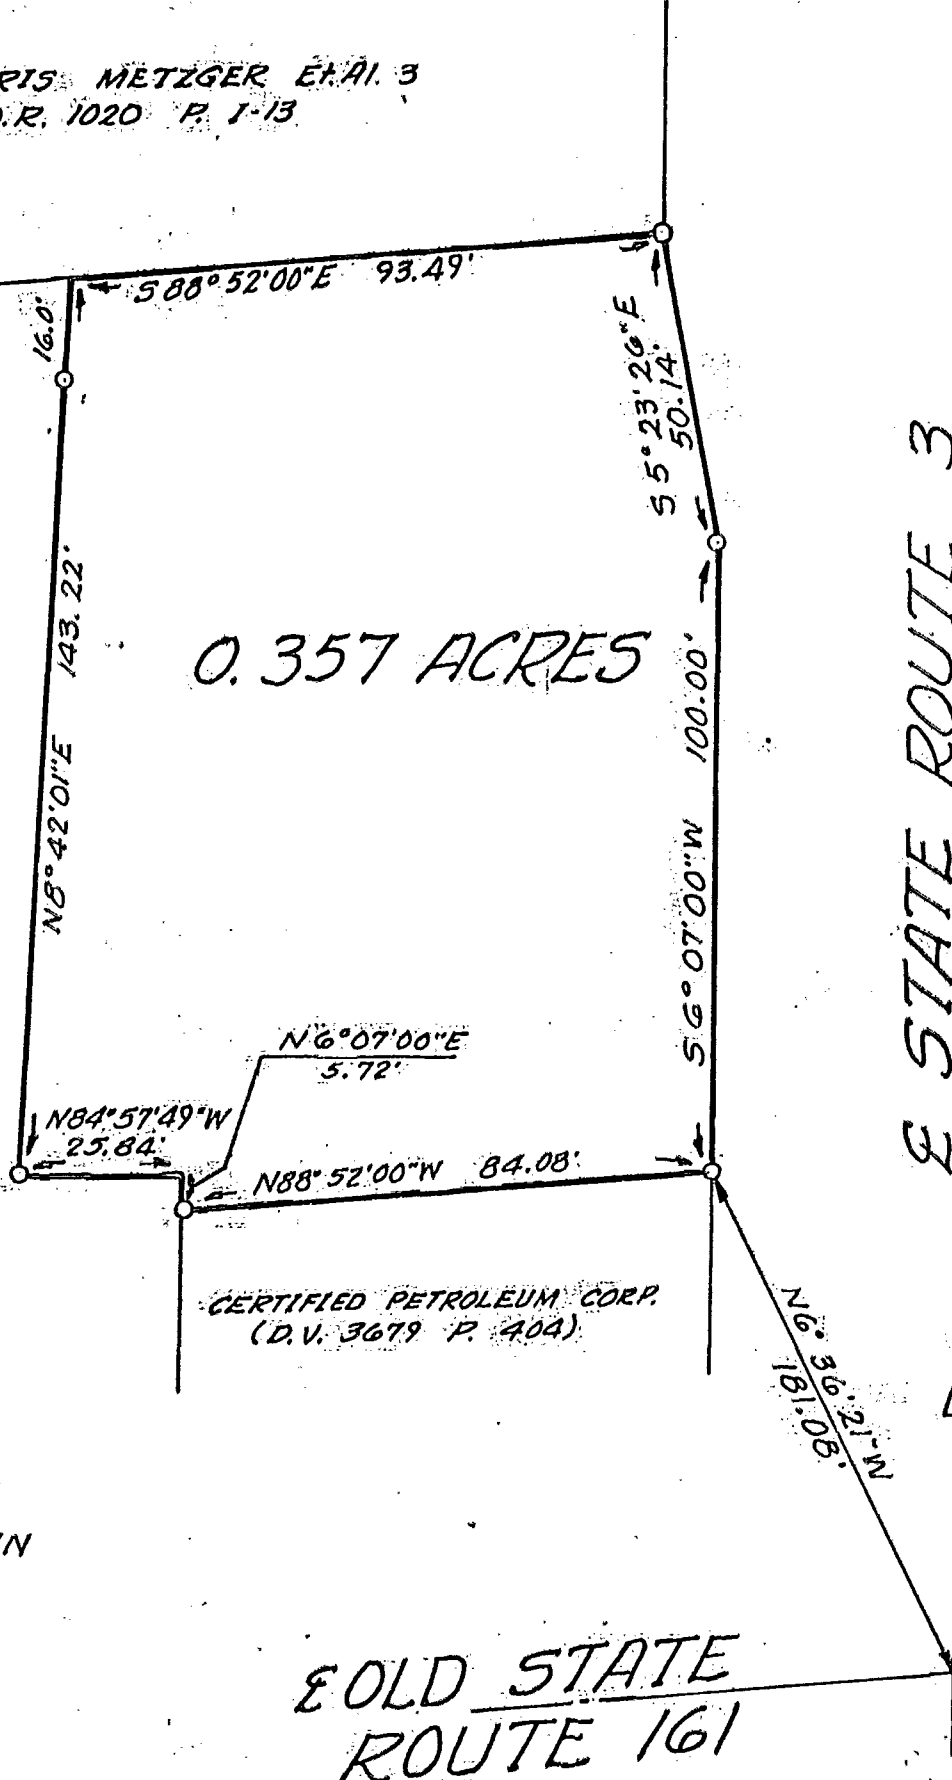 RIS METZGER Et.Al. 3
.R. 1020 P. I-13
S 88° 52'00"E 93.49'
16.0'
S 5° 23' 26"E
50.14'
N8°42'01"E 143.22'
0.357 ACRES
S 6° 07'00"W 100.00'
℄ STATE ROUTE 3
N 6°07'00"E
5.72'
N84°57'49"W
25.84'
N88°52'00"W 84.08'
CERTIFIED PETROLEUM CORP.
(D.V. 3679 P. 404)
N6° 36' 21"W
181.08'
IN
℄ OLD STATE
ROUTE 161